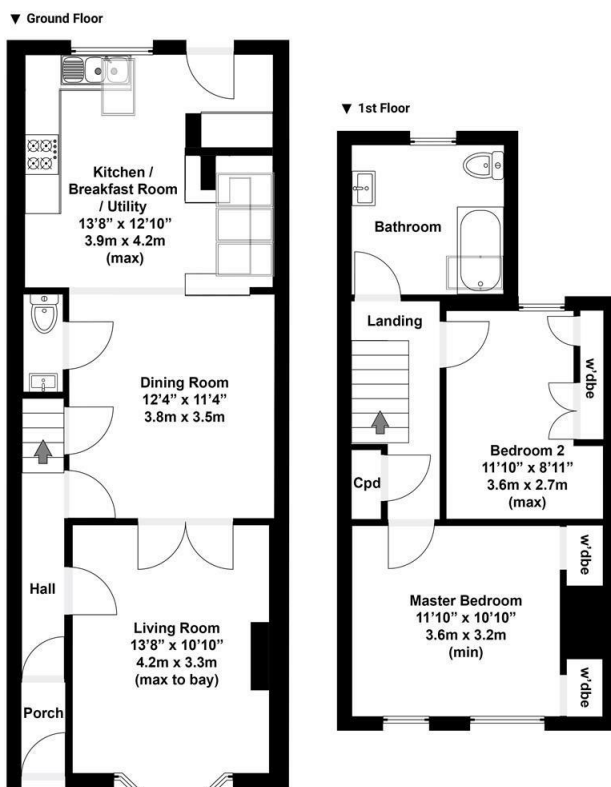 ▼ Ground Floor
Kitchen /
Breakfast Room
/ Utility
13’8” x 12’10”
3.9m x 4.2m
(max)
Dining Room
12’4” x 11’4”
3.8m x 3.5m
Hall
Living Room
13’8” x 10’10”
4.2m x 3.3m
(max to bay)
Porch
▼ 1st Floor
Bathroom
Landing
w’dbe
Bedroom 2
11’10” x 8’11”
3.6m x 2.7m
(max)
Cpd
w’dbe
Master Bedroom
11’10” x 10’10”
3.6m x 3.2m
(min)
w’dbe